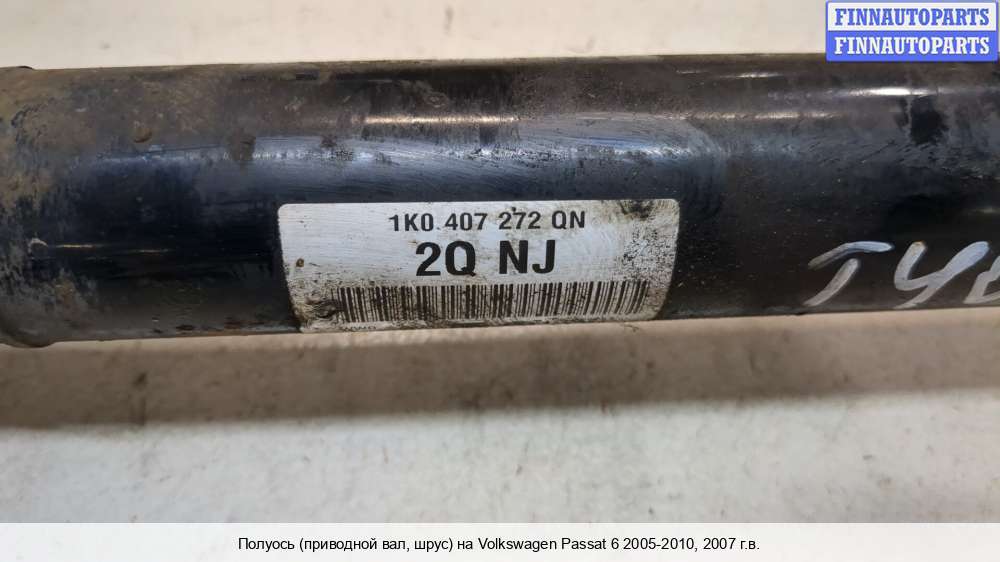 FINNAUTOPARTS
FINNAUTOPARTS
1K0 407 272 QN
2Q NJ
Полуось (приводной вал, шрус) на Volkswagen Passat 6 2005-2010, 2007 г.в.